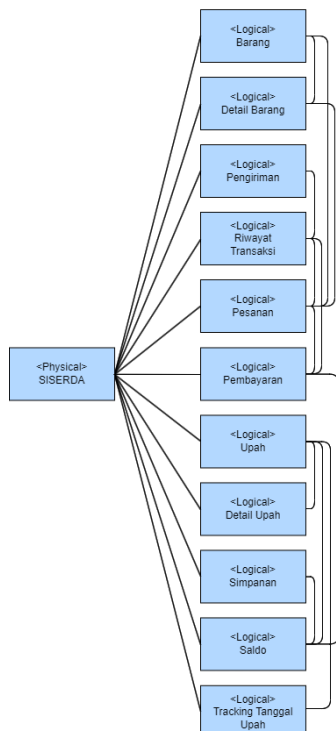 <Logical>
Barang
<Logical>
Detail Barang
<Logical>
Pengiriman
<Logical>
Riwayat
Transaksi
<Logical>
Pesanan
<Physical>
SISERDA
<Logical>
Pembayaran
<Logical>
Upah
<Logical>
Detail Upah
<Logical>
Simpanan
<Logical>
Saldo
<Logical>
Tracking Tanggal
Upah